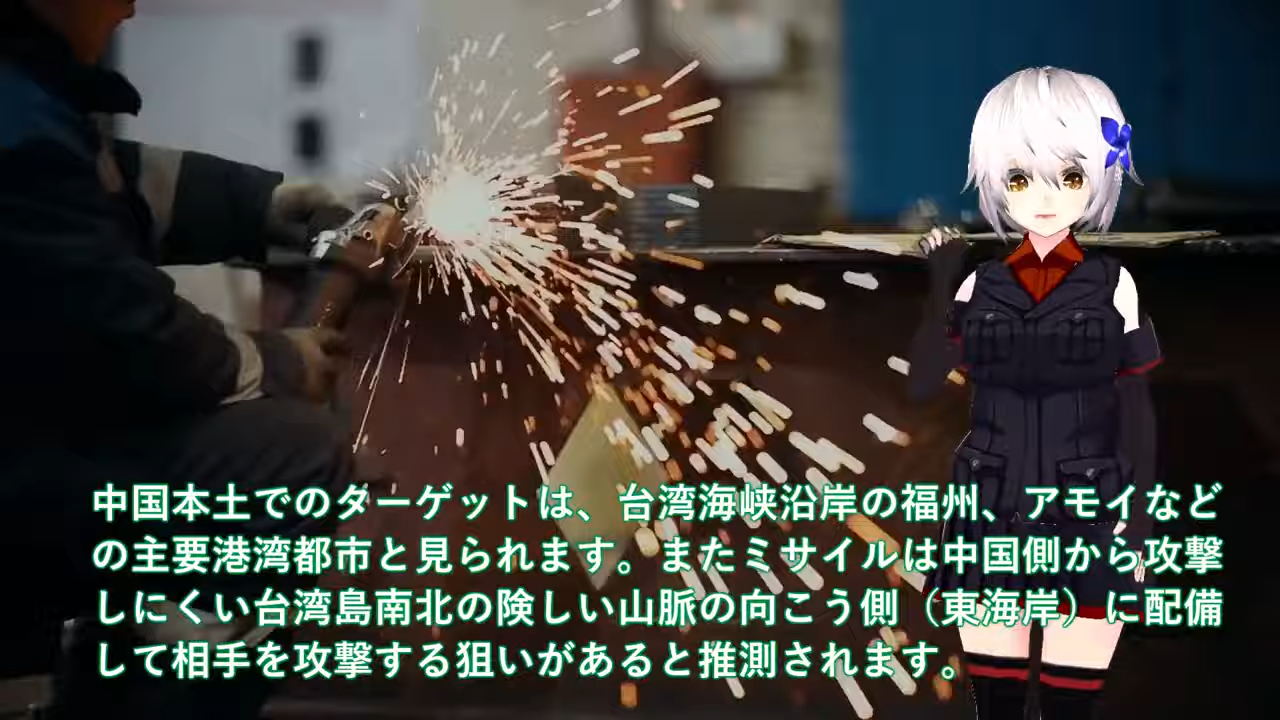 中国本土でのターゲットは、台湾海峡沿岸の福州、アモイなど
の主要港湾都市と見られます。またミサイルは中国側から攻撃
しにくい台湾島南北の険しい山脈の向こう側（東海岸）に配備
して相手を攻撃する狙いがあると推測されます。